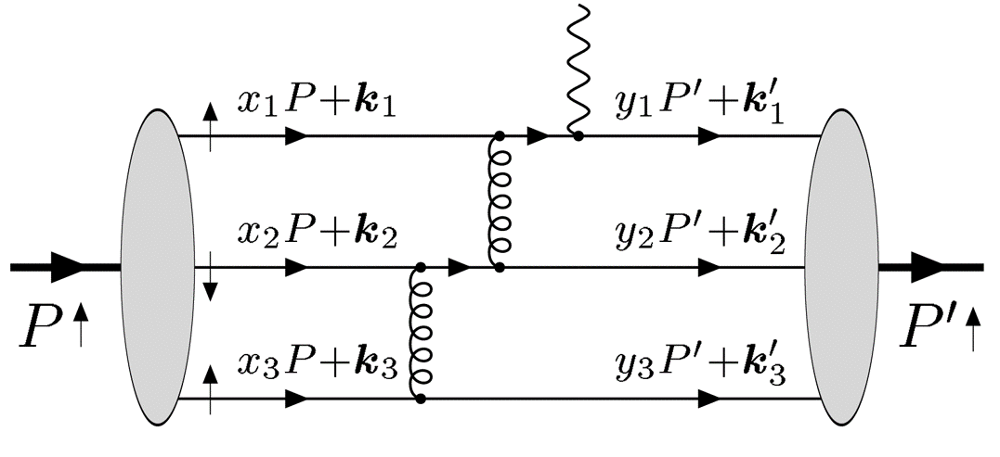 x₁P+𝒌₁ y₁P′+𝒌′₁
x₂P+𝒌₂ y₂P′+𝒌′₂
P↑ P′↑
x₃P+𝒌₃ y₃P′+𝒌′₃